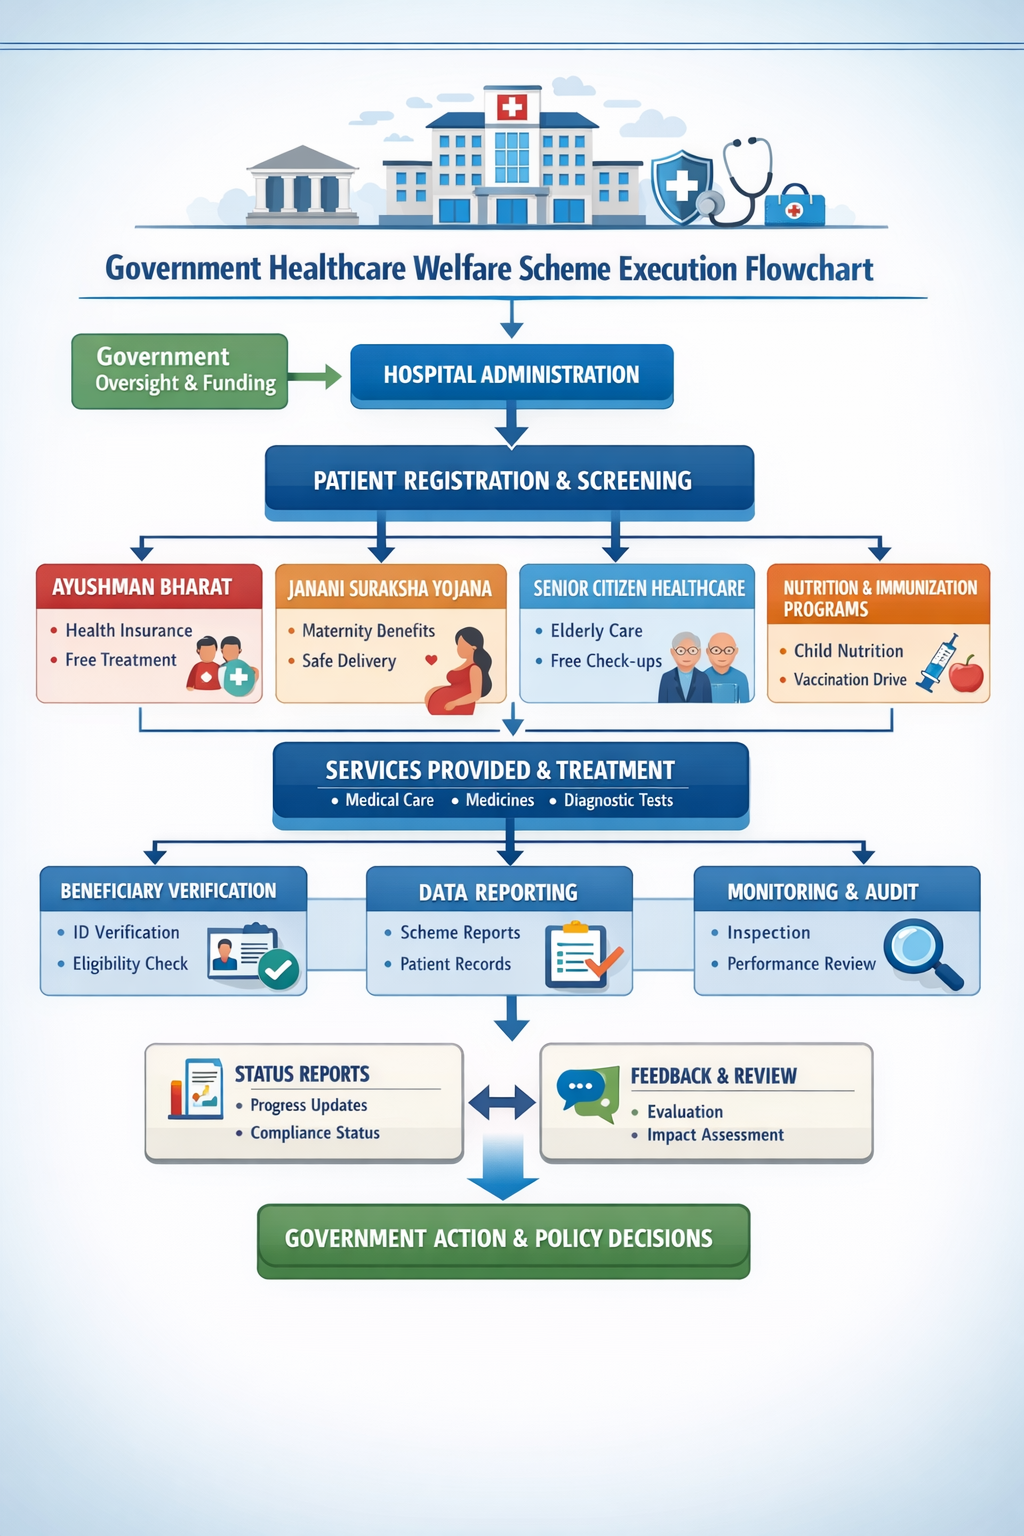 Government Healthcare Welfare Scheme Execution Flowchart
Government
Oversight & Funding
HOSPITAL ADMINISTRATION
PATIENT REGISTRATION & SCREENING
AYUSHMAN BHARAT
• Health Insurance
• Free Treatment
JANANI SURAKSHA YOJANA
• Maternity Benefits
• Safe Delivery
SENIOR CITIZEN HEALTHCARE
• Elderly Care
• Free Check-ups
NUTRITION & IMMUNIZATION
PROGRAMS
• Child Nutrition
• Vaccination Drive
SERVICES PROVIDED & TREATMENT
• Medical Care • Medicines • Diagnostic Tests
BENEFICIARY VERIFICATION
• ID Verification
• Eligibility Check
DATA REPORTING
• Scheme Reports
• Patient Records
MONITORING & AUDIT
• Inspection
• Performance Review
STATUS REPORTS
• Progress Updates
• Compliance Status
FEEDBACK & REVIEW
• Evaluation
• Impact Assessment
GOVERNMENT ACTION & POLICY DECISIONS